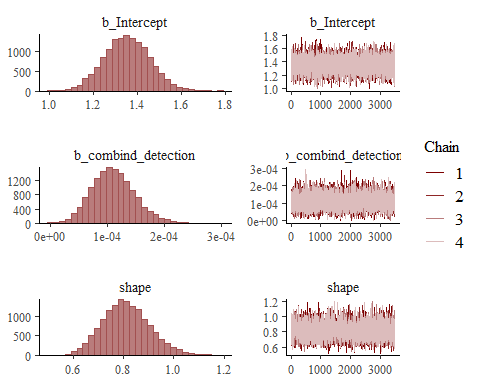 b_Intercept
1000
500
0
1.0 1.2 1.4 1.6 1.8
b_Intercept
1.8
1.6
1.4
1.2
1.0
0 1000 2000 3000
b_combind_detection
1200
800
400
0
0e+00 1e-04 2e-04 3e-04
b_combind_detection
3e-04
2e-04
1e-04
0e+00
0 1000 2000 3000
shape
1000
500
0
0.6 0.8 1.0 1.2
shape
1.2
1.0
0.8
0.6
0 1000 2000 3000
Chain
1
2
3
4